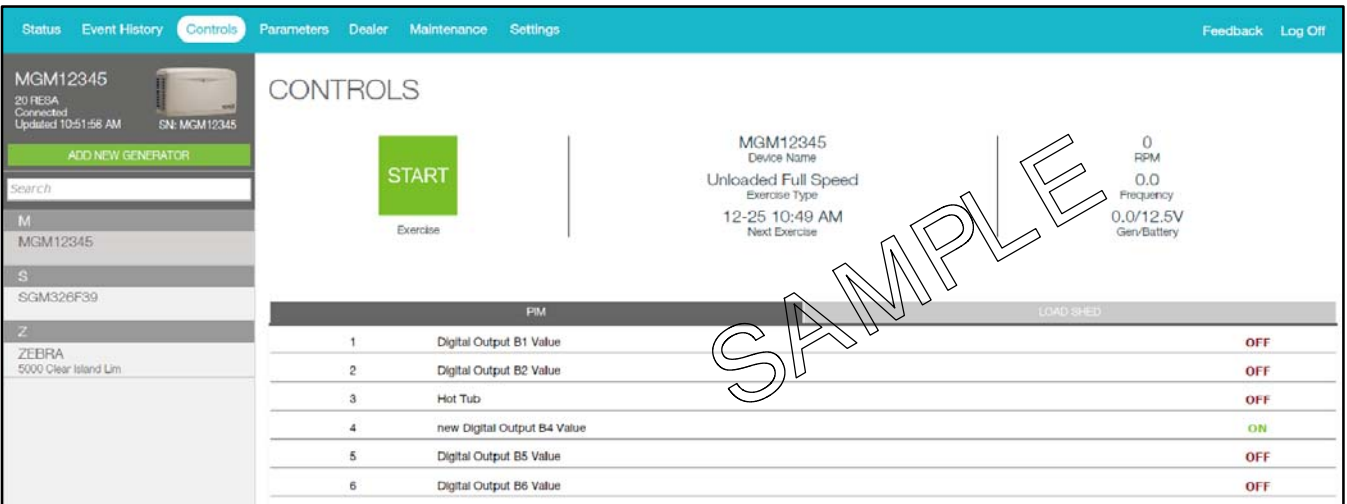 Status Event History Controls Parameters Dealer Maintenance Settings Feedback Log Off
MGM12345
20 RESA
Connected
Updated 10:51:56 AM SN: MGM12345
ADD NEW GENERATOR
Search
M
MGM12345
S
SGM326F39
Z
ZEBRA
5000 Clear Island Lim
CONTROLS
START
Exercise
MGM12345
Device Name
Unloaded Full Speed
Exercise Type
12-25 10:49 AM
Next Exercise
0
RPM
0.0
Frequency
0.0/12.5V
Gen/Battery
SAMPLE
PIM LOAD SHED
1 Digital Output B1 Value OFF
2 Digital Output B2 Value OFF
3 Hot Tub OFF
4 new Digital Output B4 Value ON
5 Digital Output B5 Value OFF
6 Digital Output B6 Value OFF